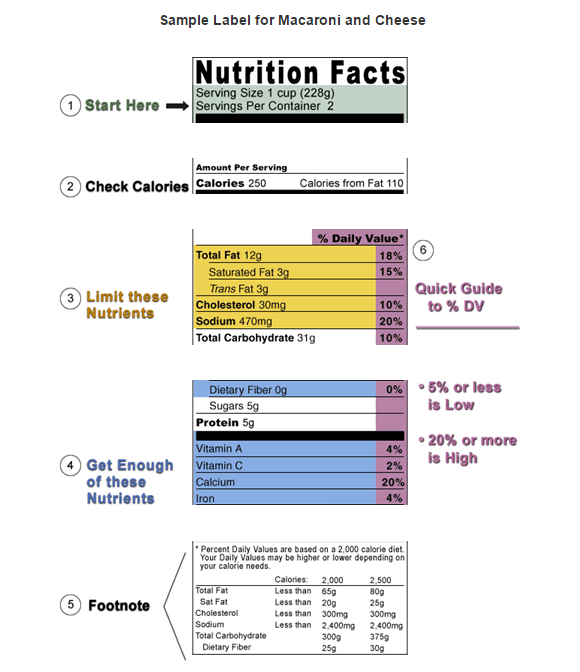 Sample Label for Macaroni and Cheese
Nutrition Facts
1 Start Here
Serving Size 1 cup (228g)
Servings Per Container 2
2 Check Calories
Amount Per Serving
Calories 250 Calories from Fat 110
3 Limit these
Nutrients
% Daily Value*
Total Fat 12g 18%
Saturated Fat 3g 15%
Trans Fat 3g
Cholesterol 30mg 10%
Sodium 470mg 20%
Total Carbohydrate 31g 10%
6
Quick Guide
to % DV
• 5% or less
is Low
• 20% or more
is High
4 Get Enough
of these
Nutrients
Dietary Fiber 0g 0%
Sugars 5g
Protein 5g
Vitamin A 4%
Vitamin C 2%
Calcium 20%
Iron 4%
5 Footnote
* Percent Daily Values are based on a 2,000 calorie diet.
Your Daily Values may be higher or lower depending on
your calorie needs.
Calories: 2,000 2,500
Total Fat Less than 65g 80g
Sat Fat Less than 20g 25g
Cholesterol Less than 300mg 300mg
Sodium Less than 2,400mg 2,400mg
Total Carbohydrate 300g 375g
Dietary Fiber 25g 30g